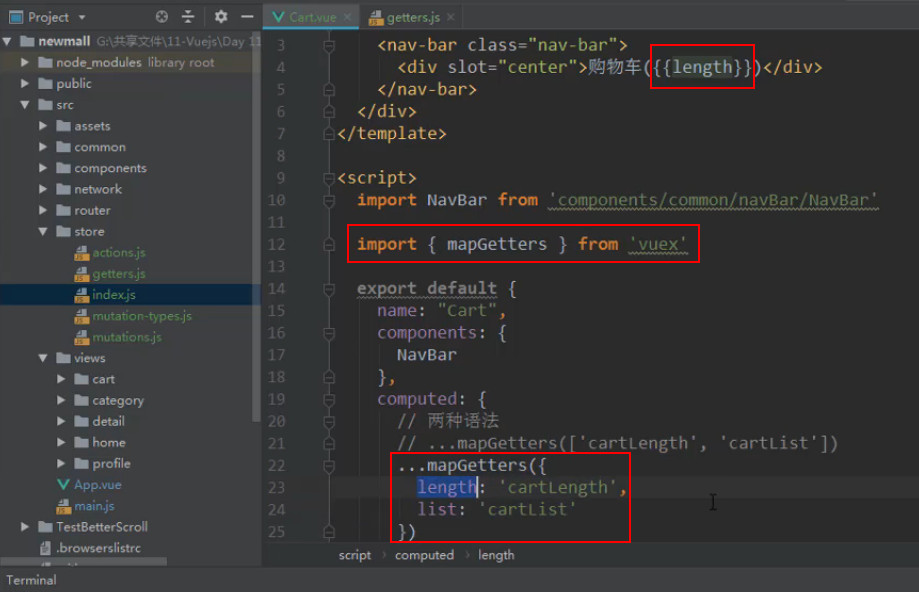 Project
Cart.vue
getters.js
newmall G:\共享文件\11-Vuejs\Day 11
node_modules library root
public
src
assets
common
components
network
router
store
actions.js
getters.js
index.js
mutation-types.js
mutations.js
views
cart
category
detail
home
profile
App.vue
main.js
TestBetterScroll
.browserslistrc
3 <nav-bar class="nav-bar">
4 <div slot="center">购物车({{length}})</div>
5 </nav-bar>
6 </div>
7 </template>
8
9 <script>
10 import NavBar from 'components/common/navBar/NavBar'
11
12 import { mapGetters } from 'vuex'
13
14 export default {
15 name: "Cart",
16 components: {
17 NavBar
18 },
19 computed: {
20 // 两种语法
21 // ...mapGetters(['cartLength', 'cartList'])
22 ...mapGetters({
23 length: 'cartLength',
24 list: 'cartList'
25 })
script › computed › length
Terminal